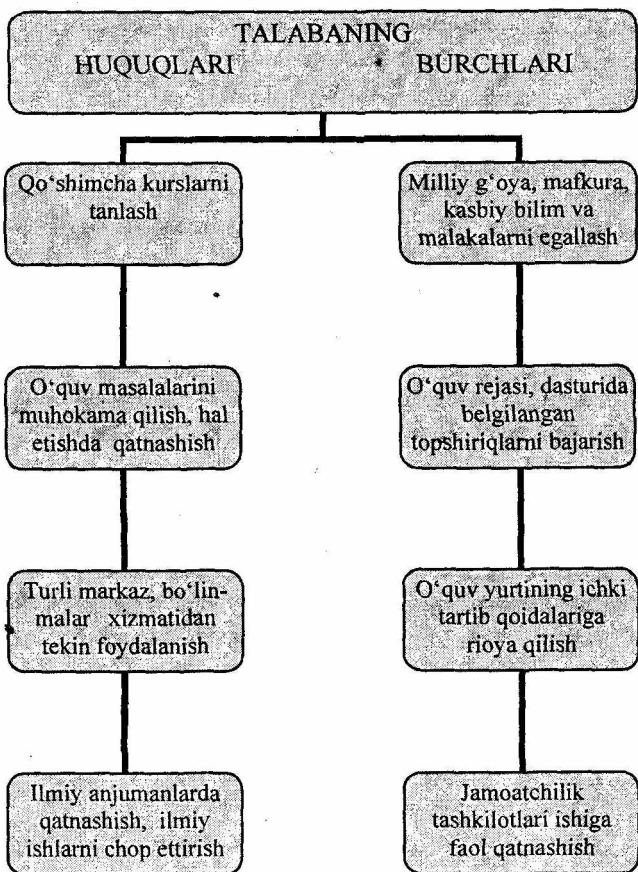 TALABANING
HUQUQLARI BURCHLARI
Qo‘shimcha kurslarni
tanlash
O‘quv masalalarini
muhokama qilish, hal
etishda qatnashish
Turli markaz, bo‘lin-
malar xizmatidan
tekin foydalanish
Ilmiy anjumanlarda
qatnashish, ilmiy
ishlarni chop ettirish
Milliy g‘oya, mafkura,
kasbiy bilim va
malakalarni egallash
O‘quv rejasi, dasturida
belgilangan
topshiriqlarni bajarish
O‘quv yurtining ichki
tartib qoidalariga
rioya qilish
Jamoatchilik
tashkilotlari ishiga
faol qatnashish